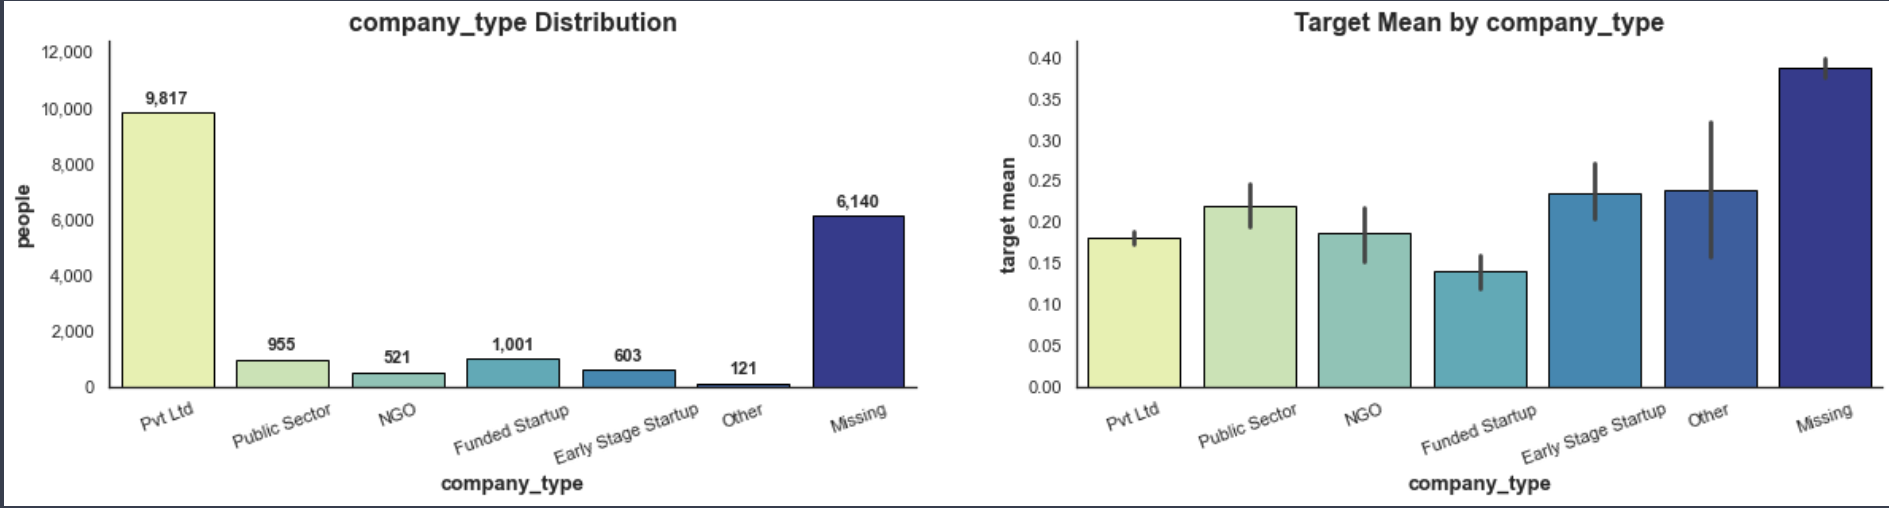 company_type Distribution
12,000
10,000
8,000
6,000
4,000
2,000
0
people
9,817
955
521
1,001
603
121
6,140
Pvt Ltd
Public Sector
NGO
Funded Startup
Early Stage Startup
Other
Missing
company_type
Target Mean by company_type
0.40
0.35
0.30
0.25
0.20
0.15
0.10
0.05
0.00
target mean
Pvt Ltd
Public Sector
NGO
Funded Startup
Early Stage Startup
Other
Missing
company_type